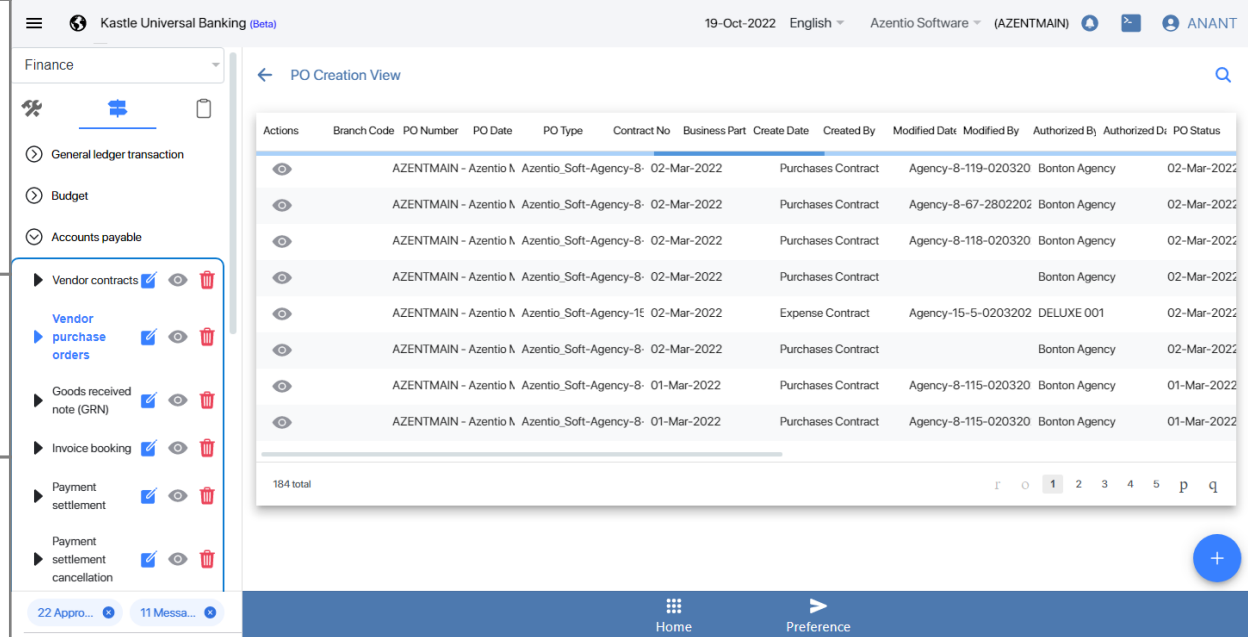 Kastle Universal Banking (Beta)
19-Oct-2022 English Azentio Software (AZENTMAIN) ANANT
Finance
General ledger transaction
Budget
Accounts payable
Vendor contracts
Vendor
purchase
orders
Goods received
note (GRN)
Invoice booking
Payment
settlement
Payment
settlement
cancellation
22 Appro...
11 Messa...
PO Creation View
Actions Branch Code PO Number PO Date PO Type Contract No Business Part Create Date Created By Modified Date Modified By Authorized By Authorized Da PO Status
AZENTMAIN - Azentio M Azentio_Soft-Agency-8- 02-Mar-2022 Purchases Contract Agency-8-119-020320 Bonton Agency 02-Mar-2022
AZENTMAIN - Azentio M Azentio_Soft-Agency-8- 02-Mar-2022 Purchases Contract Agency-8-67-2802202 Bonton Agency 02-Mar-2022
AZENTMAIN - Azentio M Azentio_Soft-Agency-8- 02-Mar-2022 Purchases Contract Agency-8-118-020320 Bonton Agency 02-Mar-2022
AZENTMAIN - Azentio M Azentio_Soft-Agency-8- 02-Mar-2022 Purchases Contract Bonton Agency 02-Mar-2022
AZENTMAIN - Azentio M Azentio_Soft-Agency-15 02-Mar-2022 Expense Contract Agency-15-5-0203202 DELUXE 001 02-Mar-2022
AZENTMAIN - Azentio M Azentio_Soft-Agency-8- 02-Mar-2022 Purchases Contract Bonton Agency 02-Mar-2022
AZENTMAIN - Azentio M Azentio_Soft-Agency-8- 01-Mar-2022 Purchases Contract Agency-8-115-020320 Bonton Agency 01-Mar-2022
AZENTMAIN - Azentio M Azentio_Soft-Agency-8- 01-Mar-2022 Purchases Contract Agency-8-115-020320 Bonton Agency 01-Mar-2022
184 total
r o 1 2 3 4 5 p q
Home
Preference